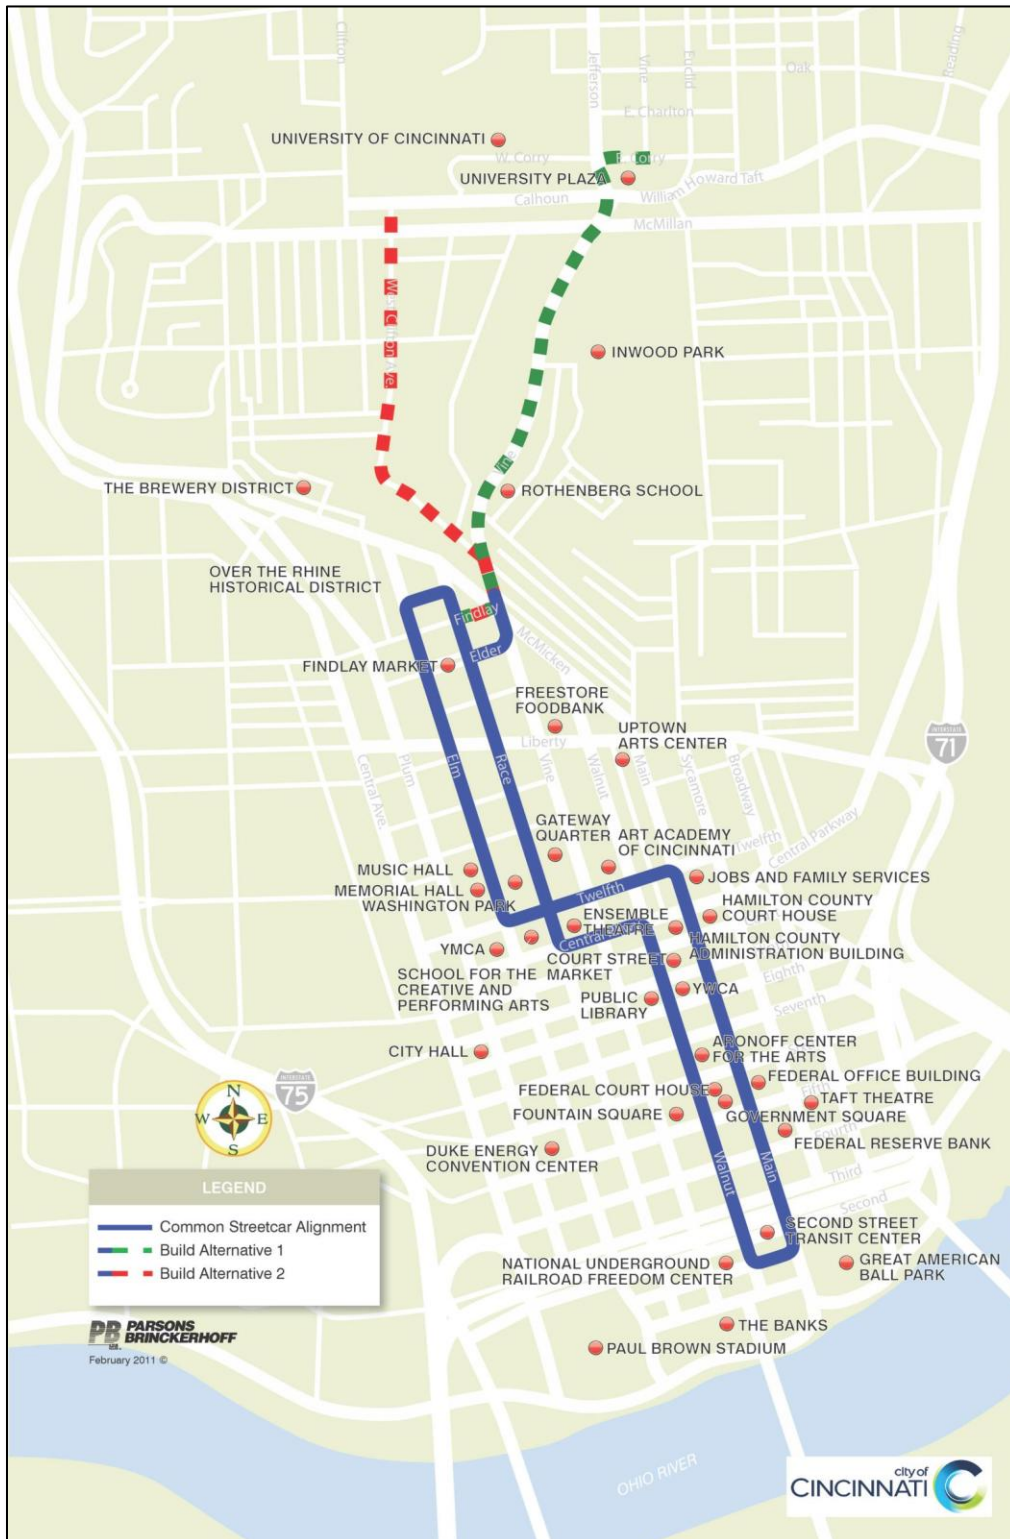 Clifton
Jefferson
Vine
Euclid
Oak
Reading
E. Charlton
UNIVERSITY OF CINCINNATI
W. Corry
E. Corry
UNIVERSITY PLAZA
William Howard Taft
Calhoun
McMillan
West Clifton Ave.
INWOOD PARK
Vine
THE BREWERY DISTRICT
ROTHENBERG SCHOOL
OVER THE RHINE
HISTORICAL DISTRICT
Findlay
McMicken
Elder
FINDLAY MARKET
FREESTORE
FOODBANK
UPTOWN
ARTS CENTER
INTERSTATE
71
Liberty
Central Ave.
Plum
Elm
Race
Vine
Walnut
Main
Sycamore
Broadway
Twelfth
Central Parkway
GATEWAY
QUARTER
ART ACADEMY
OF CINCINNATI
MUSIC HALL
MEMORIAL HALL
WASHINGTON PARK
Twelfth
JOBS AND FAMILY SERVICES
HAMILTON COUNTY
COURT HOUSE
ENSEMBLE
THEATRE
Central
YMCA
HAMILTON COUNTY
ADMINISTRATION BUILDING
COURT STREET
MARKET
SCHOOL FOR THE
CREATIVE AND
PERFORMING ARTS
Eighth
YWCA
PUBLIC
LIBRARY
Seventh
CITY HALL
ARONOFF CENTER
FOR THE ARTS
INTERSTATE
75
FEDERAL OFFICE BUILDING
FEDERAL COURT HOUSE
Fifth
TAFT THEATRE
FOUNTAIN SQUARE
GOVERNMENT SQUARE
Fourth
FEDERAL RESERVE BANK
N
W E
S
DUKE ENERGY
CONVENTION CENTER
Walnut
Main
Third
Second
LEGEND
Common Streetcar Alignment
Build Alternative 1
Build Alternative 2
SECOND STREET
TRANSIT CENTER
NATIONAL UNDERGROUND
RAILROAD FREEDOM CENTER
GREAT AMERICAN
BALL PARK
THE BANKS
PAUL BROWN STADIUM
PB PARSONS
BRINCKERHOFF
February 2011 ©
OHIO RIVER
city of
CINCINNATI